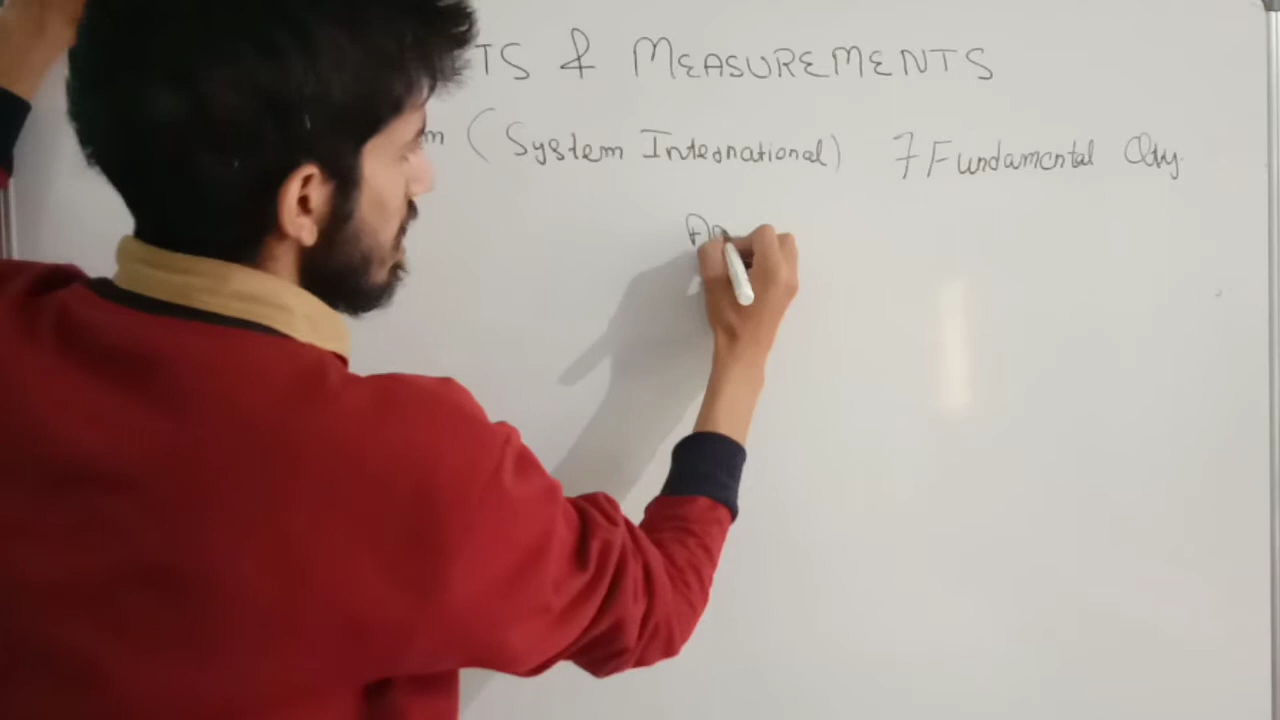 TS & MEASUREMENTS
m (System International) 7 Fundamental Qty.